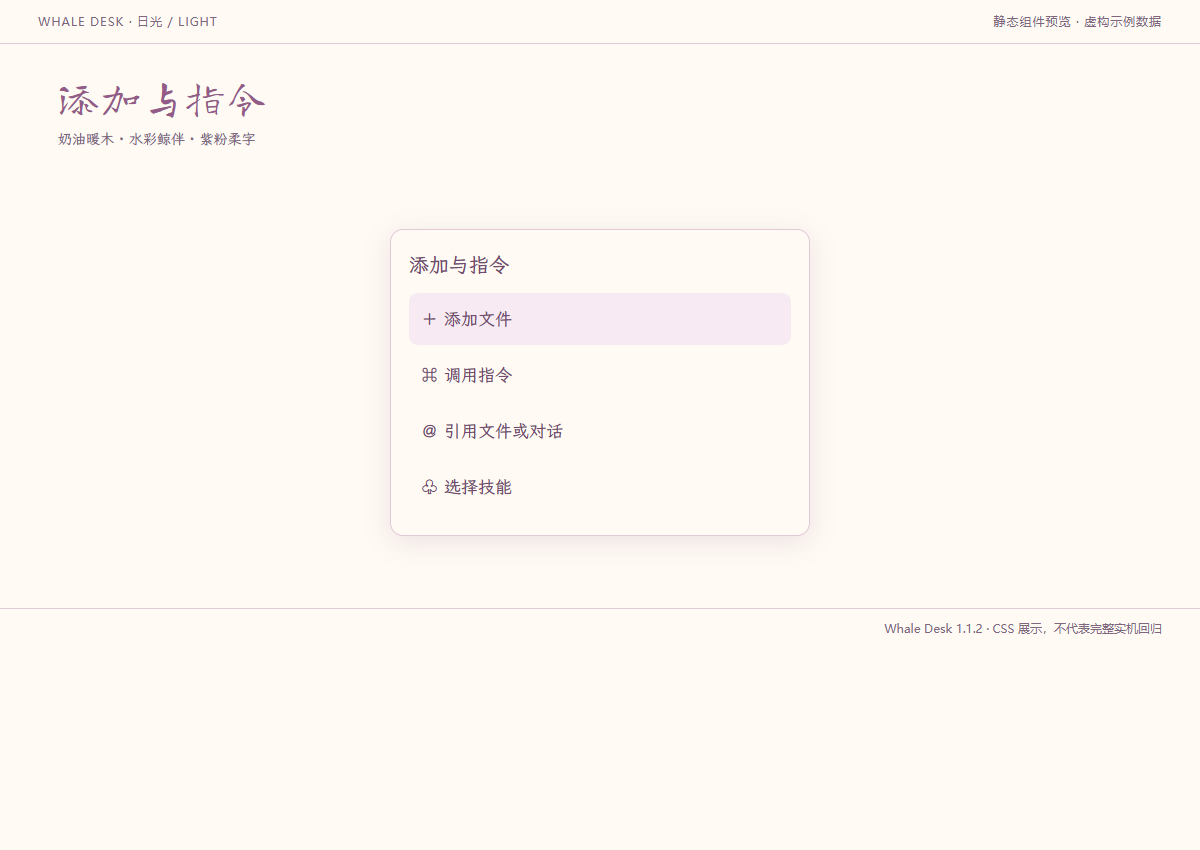 WHALE DESK · 日光 / LIGHT
静态组件预览 · 虚构示例数据
添加与指令
奶油暖木 · 水彩鲸伴 · 紫粉柔字
添加与指令
＋ 添加文件
⌘ 调用指令
@ 引用文件或对话
♧ 选择技能
Whale Desk 1.1.2 · CSS 展示，不代表完整实机回归